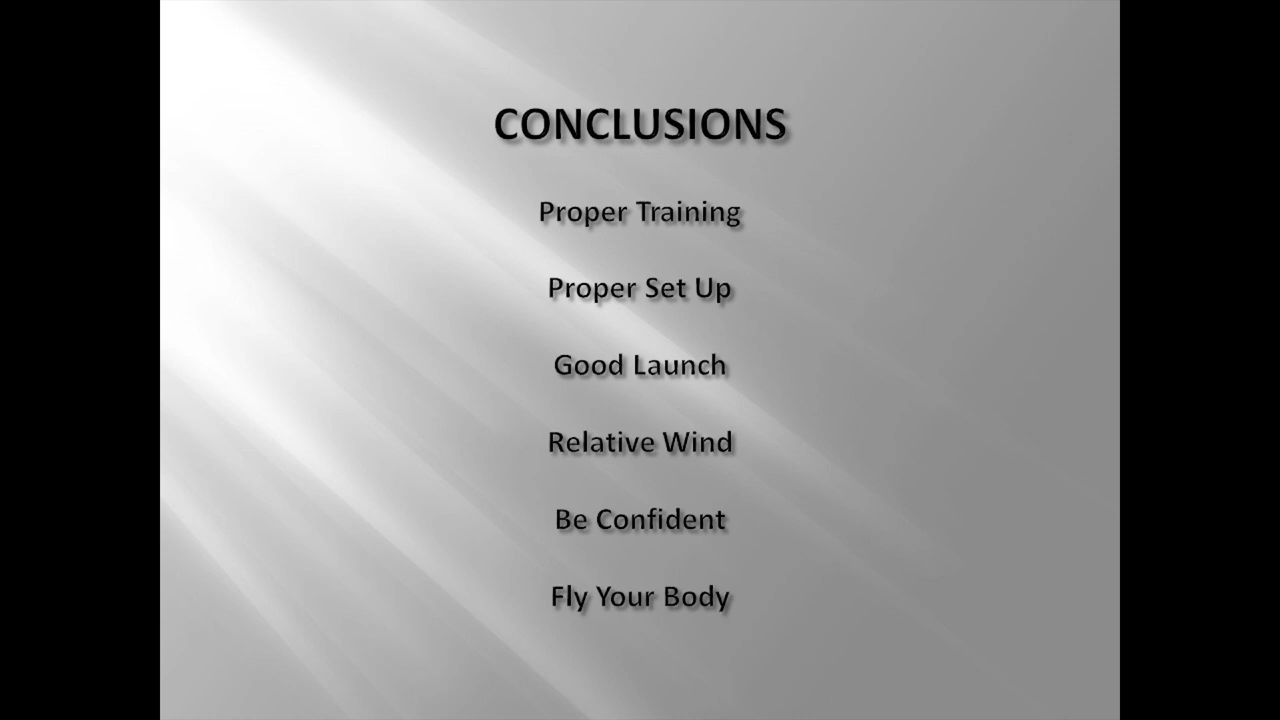 CONCLUSIONS
Proper Training
Proper Set Up
Good Launch
Relative Wind
Be Confident
Fly Your Body